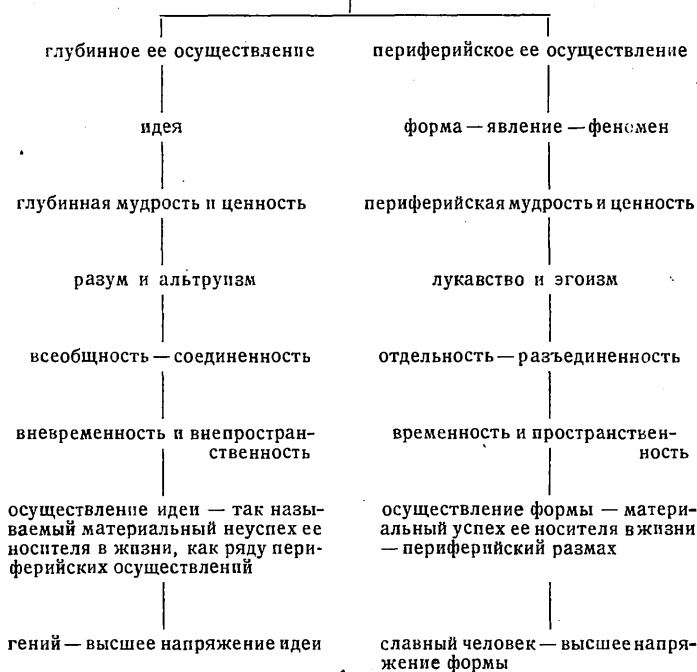 глубинное ее осуществление
периферийское ее осуществление
идея
форма — явление — феномен
глубинная мудрость и ценность
периферийская мудрость и ценность
разум и альтруизм
лукавство и эгоизм
всеобщность — соединенность
отдельность — разъединенность
вневременность и внепростран-
ственность
временность и пространствен-
ность
осуществление идеи — так назы-
ваемый материальный неуспех ее
носителя в жизни, как ряду пери-
ферийских осуществлений
осуществление формы — матери-
альный успех ее носителя в жизни
— периферийский размах
гений — высшее напряжение идеи
славный человек — высшее напря-
жение формы